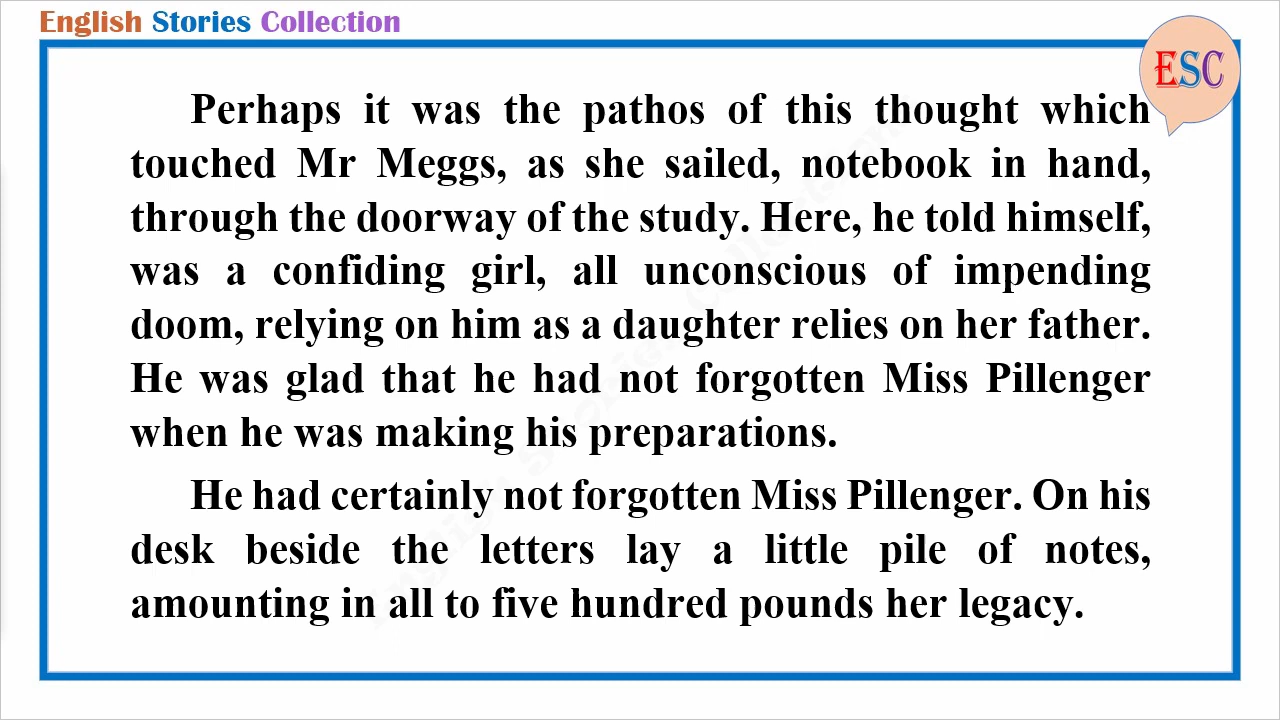 English Stories Collection
ESC
Perhaps it was the pathos of this thought which
touched Mr Meggs, as she sailed, notebook in hand,
through the doorway of the study. Here, he told himself,
was a confiding girl, all unconscious of impending
doom, relying on him as a daughter relies on her father.
He was glad that he had not forgotten Miss Pillenger
when he was making his preparations.
He had certainly not forgotten Miss Pillenger. On his
desk beside the letters lay a little pile of notes,
amounting in all to five hundred pounds her legacy.
English Stories Collection